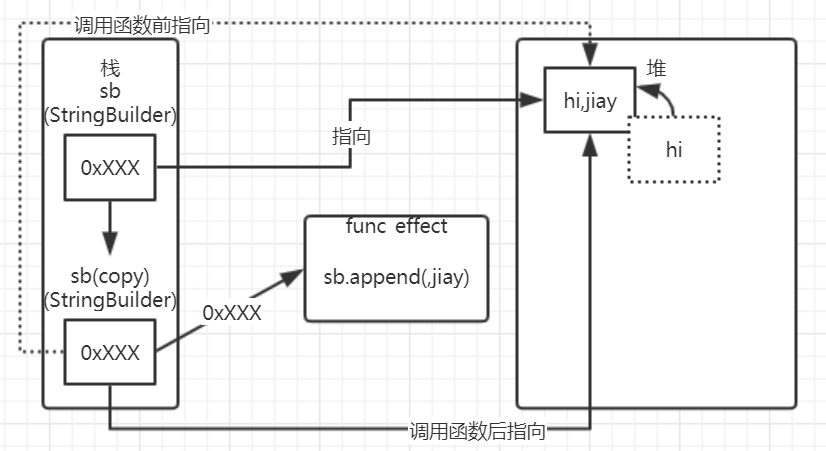 调用函数前指向
栈
sb
(StringBuilder)
0xXXX
指向
堆
hi,jiay
hi
func effect
sb.append(,jiay)
sb(copy)
(StringBuilder)
0xXXX
0xXXX
调用函数后指向